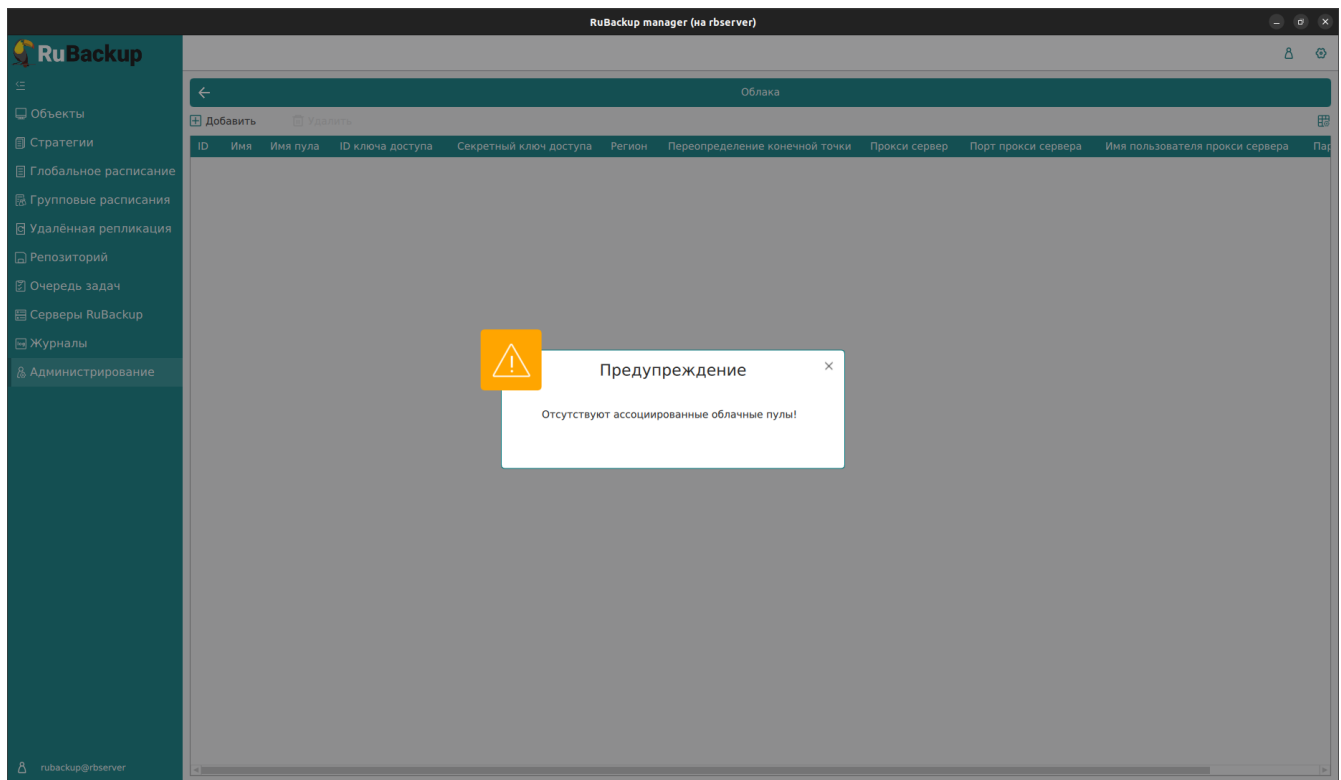 RuBackup manager (на rbserver)
RuBackup
Облака
Объекты
Добавить Удалить
Стратегии
ID Имя Имя пула ID ключа доступа Секретный ключ доступа Регион Переопределение конечной точки Прокси сервер Порт прокси сервера Имя пользователя прокси сервера Пар
Глобальное расписание
Групповые расписания
Удалённая репликация
Репозиторий
Очередь задач
Серверы RuBackup
Журналы
Администрирование
Предупреждение
Отсутствуют ассоциированные облачные пулы!
rubackup@rbserver